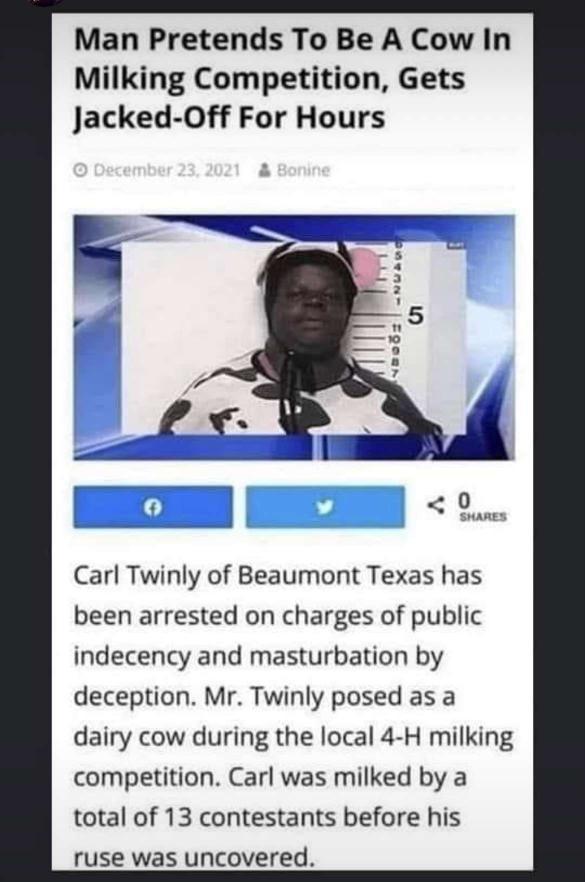 Man Pretends To Be A Cow In
Milking Competition, Gets
Jacked-Off For Hours
December 23, 2021 Bonine
6
5
4
3
2
1
5
11
10
9
8
7
0
SHARES
Carl Twinly of Beaumont Texas has
been arrested on charges of public
indecency and masturbation by
deception. Mr. Twinly posed as a
dairy cow during the local 4-H milking
competition. Carl was milked by a
total of 13 contestants before his
ruse was uncovered.